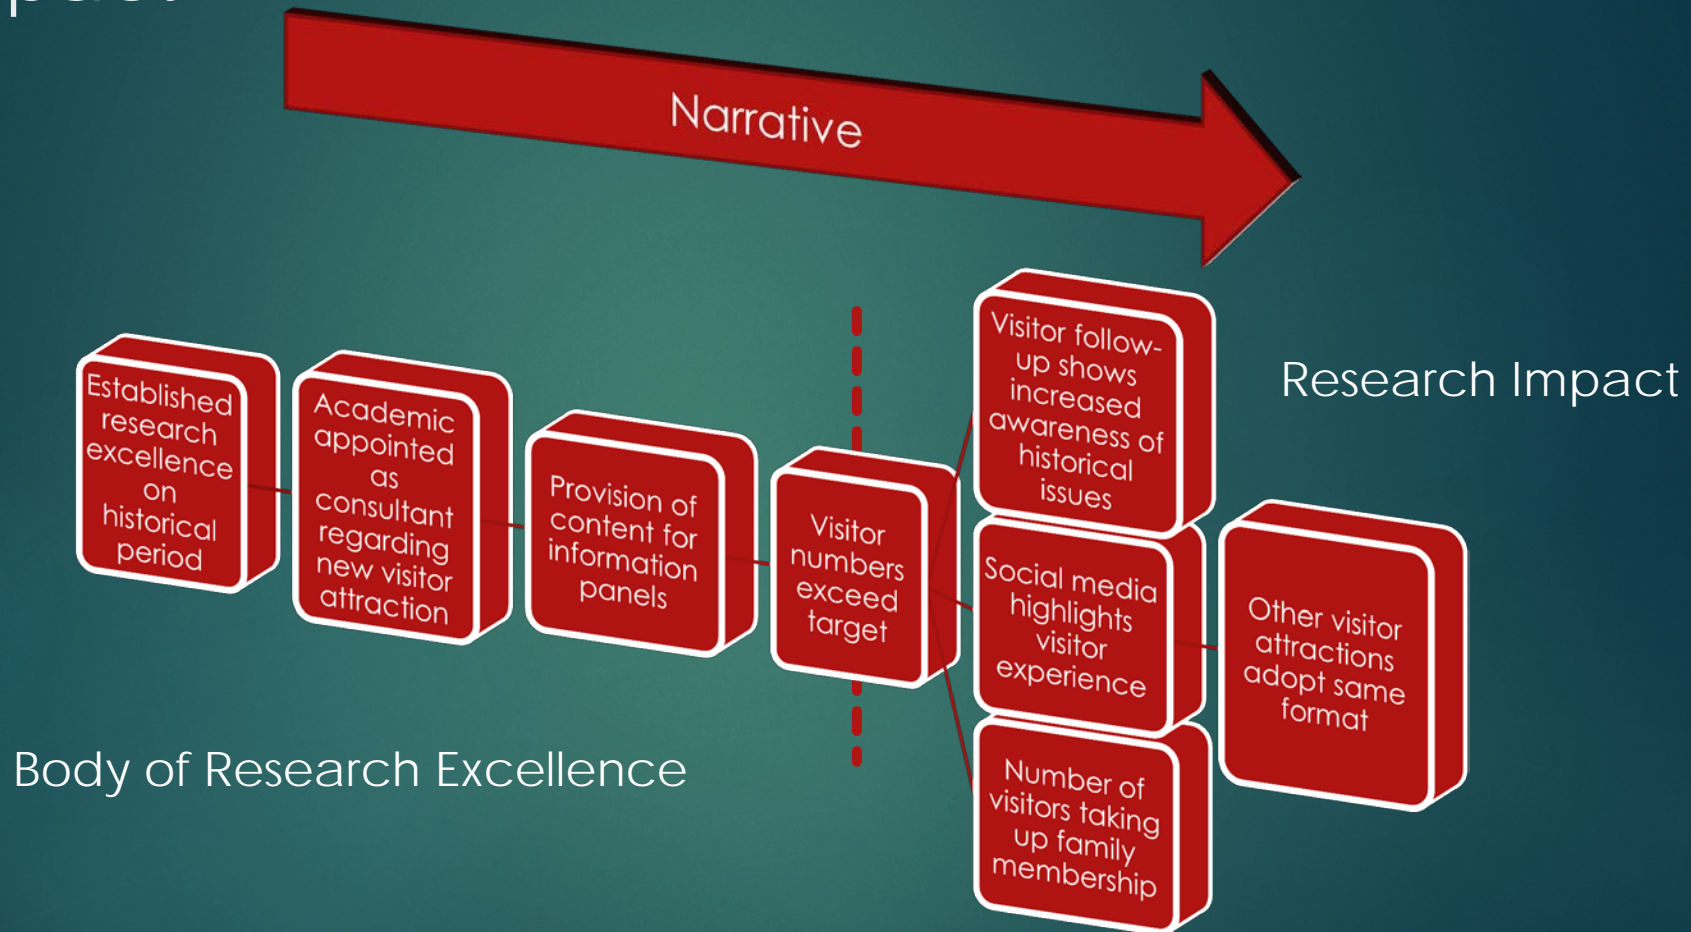 Narrative
Established
research
excellence
on
historical
period
Academic
appointed
as
consultant
regarding
new visitor
attraction
Provision of
content for
information
panels
Visitor
numbers
exceed
target
Visitor follow-
up shows
increased
awareness of
historical
issues
Social media
highlights
visitor
experience
Number of
visitors taking
up family
membership
Other visitor
attractions
adopt same
format
Research Impact
Body of Research Excellence